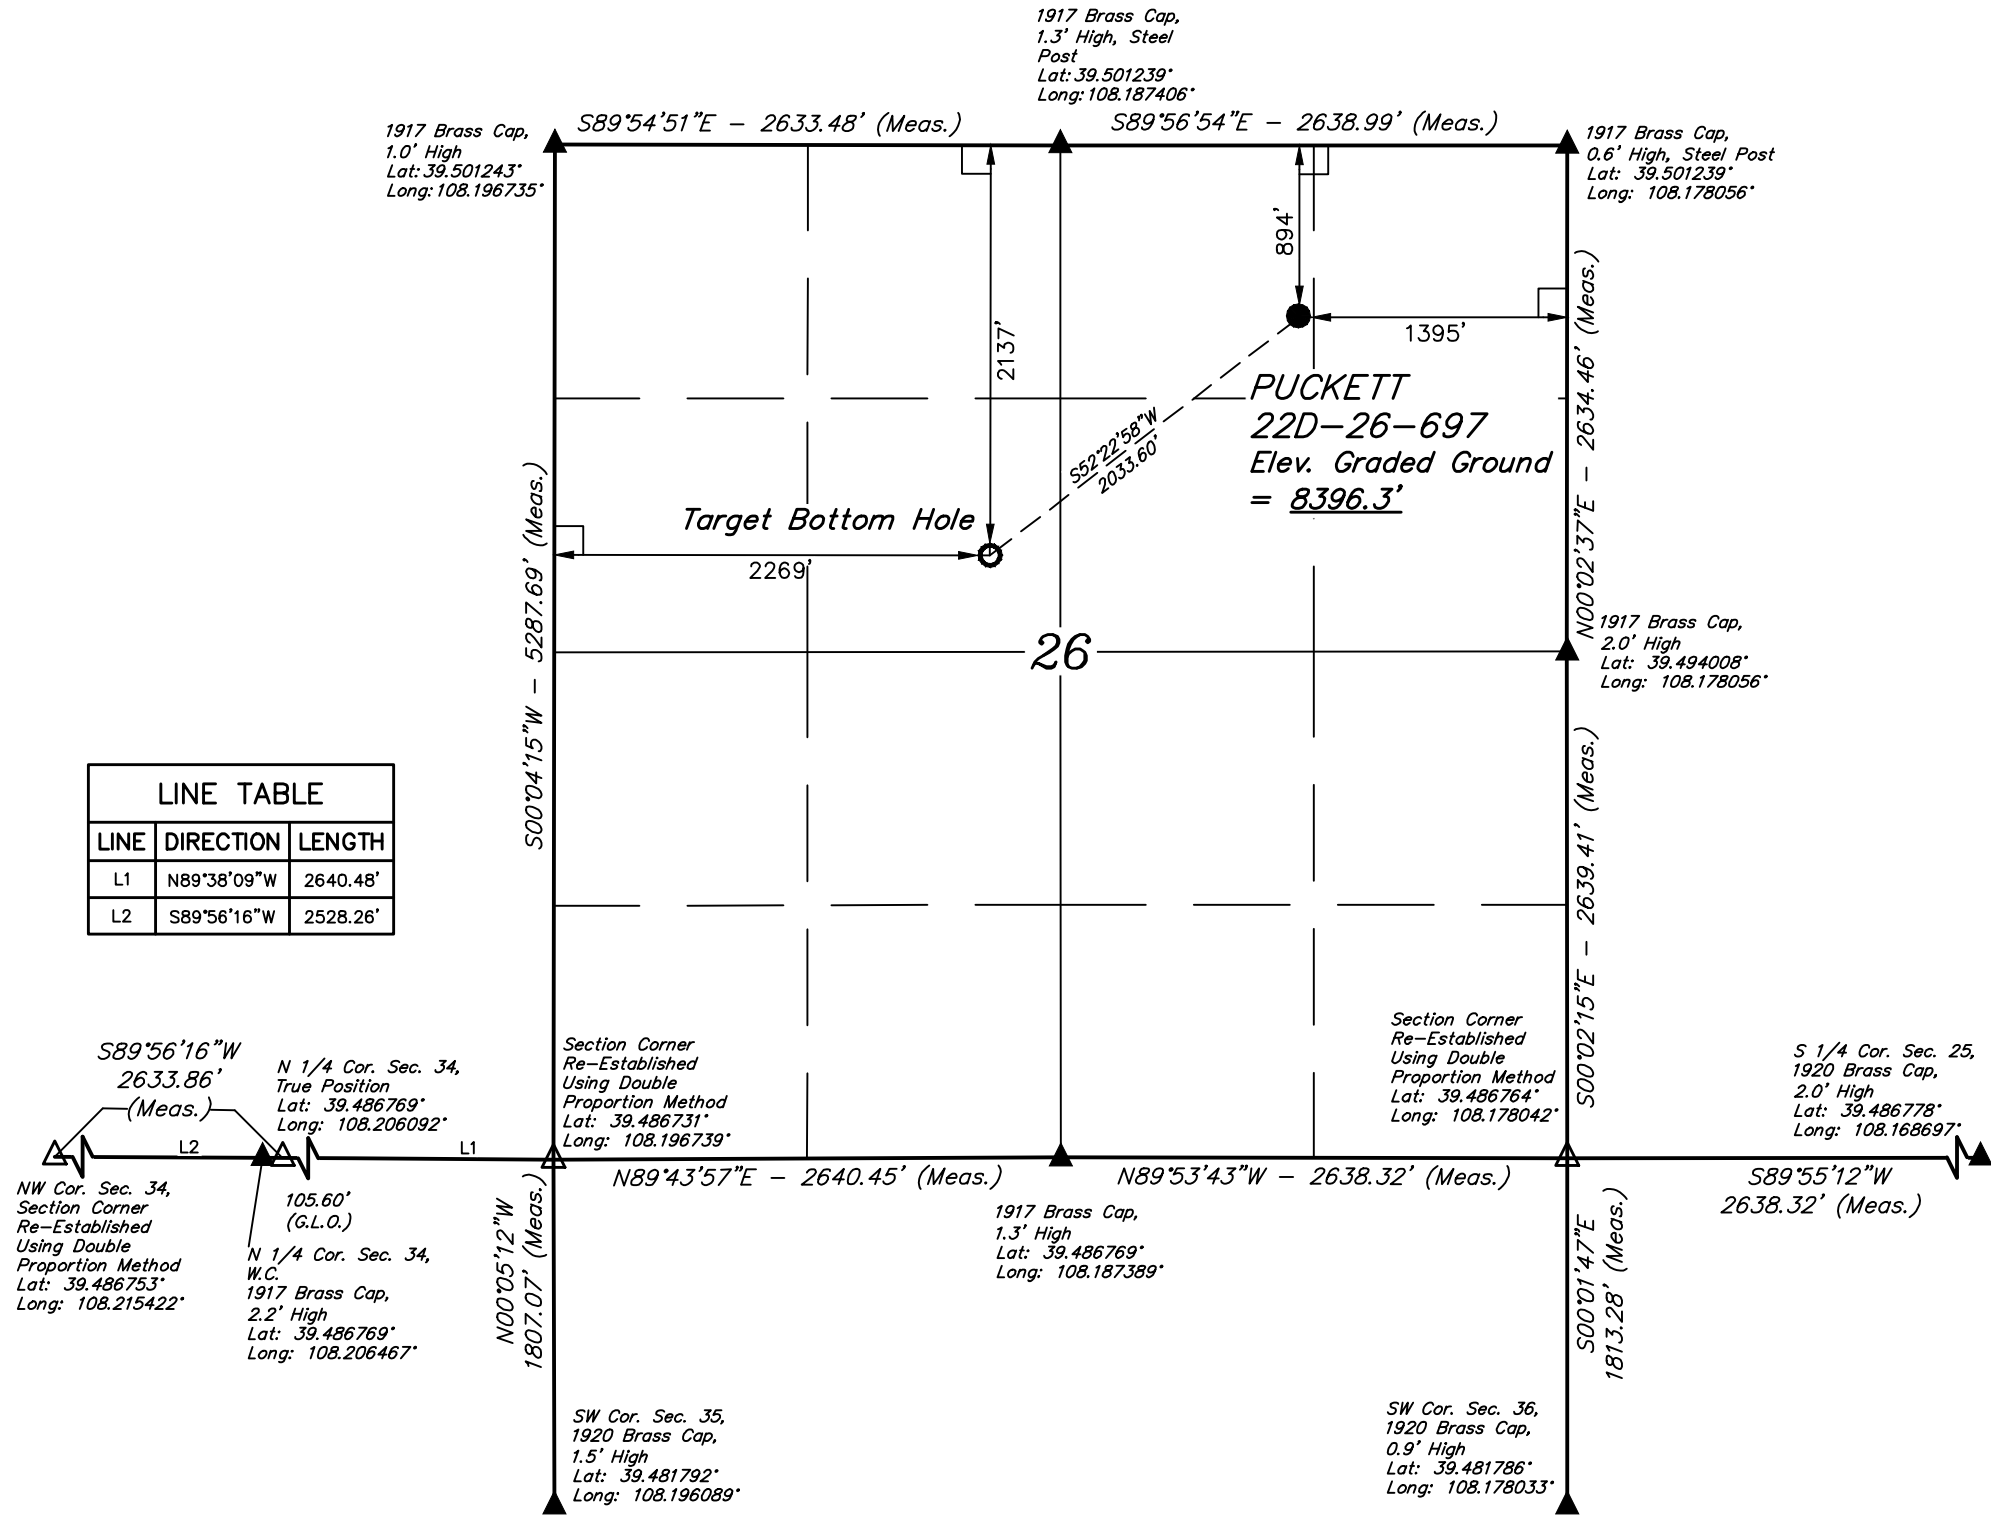 1917 Brass Cap,
1.3' High, Steel
Post
Lat: 39.501239°
Long: 108.187406°
S89°54'51"E - 2633.48' (Meas.)
S89°56'54"E - 2638.99' (Meas.)
1917 Brass Cap,
1.0' High
Lat: 39.501243°
Long: 108.196735°
1917 Brass Cap,
0.6' High, Steel Post
Lat: 39.501239°
Long: 108.178056°
894'
2137'
1395'
N00°02'37"E - 2634.46' (Meas.)
PUCKETT
22D-26-697
Elev. Graded Ground
= 8396.3'
S52°22'58"W
2033.60'
Target Bottom Hole
2269'
S00°04'15"W - 5287.69' (Meas.)
26
1917 Brass Cap,
2.0' High
Lat: 39.494008°
Long: 108.178056°
S00°02'15"E - 2639.41' (Meas.)
LINE TABLE
LINE DIRECTION LENGTH
L1 N89°38'09"W 2640.48'
L2 S89°56'16"W 2528.26'
S89°56'16"W
2633.86'
(Meas.)
N 1/4 Cor. Sec. 34,
True Position
Lat: 39.486769°
Long: 108.206092°
Section Corner
Re-Established
Using Double
Proportion Method
Lat: 39.486731°
Long: 108.196739°
Section Corner
Re-Established
Using Double
Proportion Method
Lat: 39.486764°
Long: 108.178042°
S 1/4 Cor. Sec. 25,
1920 Brass Cap,
2.0' High
Lat: 39.486778°
Long: 108.168697°
L2
L1
N89°43'57"E - 2640.45' (Meas.)
N89°53'43"W - 2638.32' (Meas.)
S89°55'12"W
2638.32' (Meas.)
NW Cor. Sec. 34,
Section Corner
Re-Established
Using Double
Proportion Method
Lat: 39.486753°
Long: 108.215422°
105.60'
(G.L.O.)
N 1/4 Cor. Sec. 34,
W.C.
1917 Brass Cap,
2.2' High
Lat: 39.486769°
Long: 108.206467°
N00°05'12"W
1807.07' (Meas.)
1917 Brass Cap,
1.3' High
Lat: 39.486769°
Long: 108.187389°
S00°01'47"E
1813.28' (Meas.)
SW Cor. Sec. 35,
1920 Brass Cap,
1.5' High
Lat: 39.481792°
Long: 108.196089°
SW Cor. Sec. 36,
1920 Brass Cap,
0.9' High
Lat: 39.481786°
Long: 108.178033°